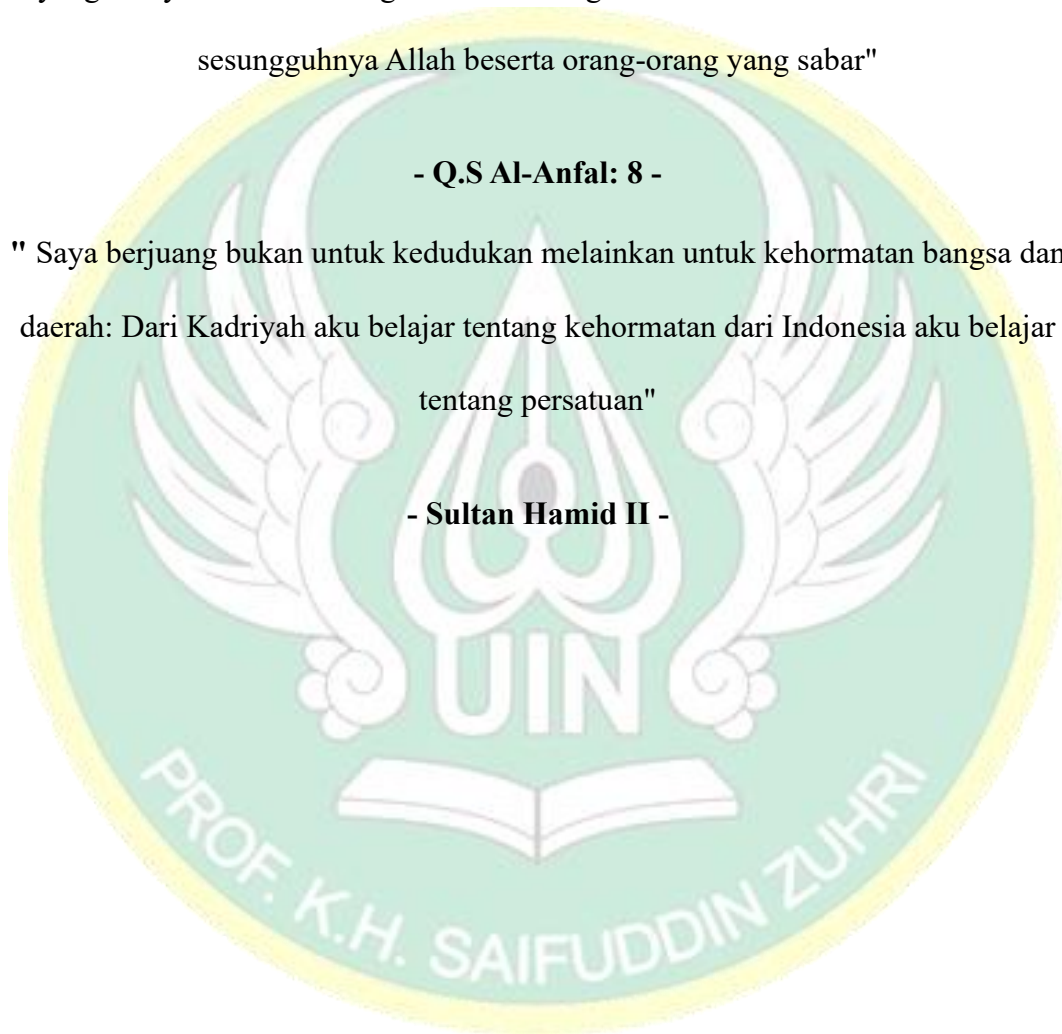 sesungguhnya Allah beserta orang-orang yang sabar"
- Q.S Al-Anfal: 8 -
" Saya berjuang bukan untuk kedudukan melainkan untuk kehormatan bangsa dan
daerah: Dari Kadriyah aku belajar tentang kehormatan dari Indonesia aku belajar
tentang persatuan"
- Sultan Hamid II -
UIN
PROF. K.H. SAIFUDDIN ZUHRI